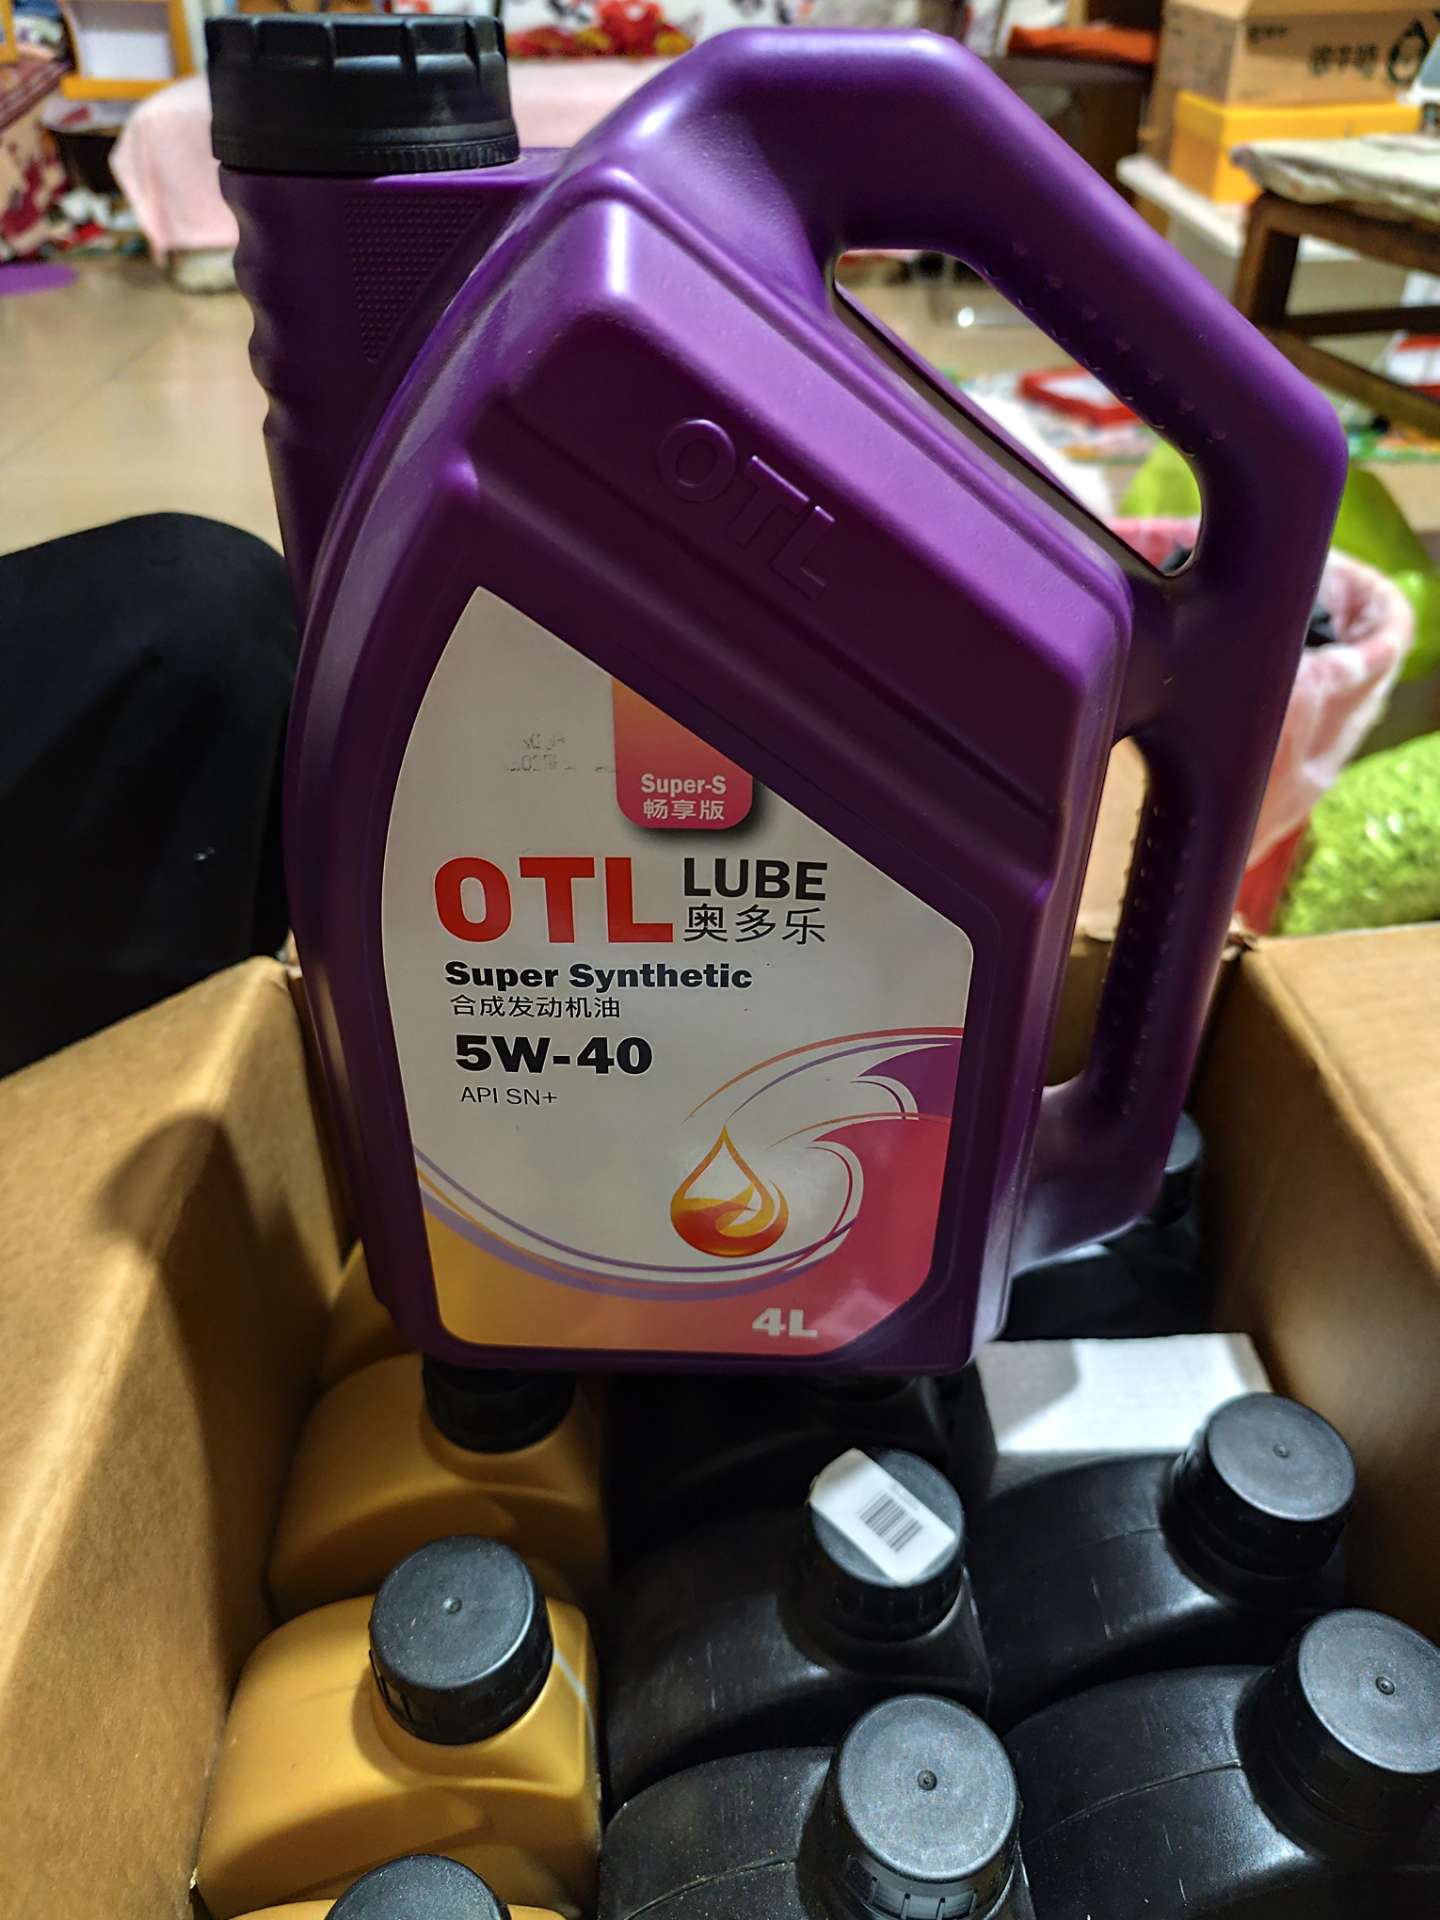 OTL
Super-S
畅享版
OTL LUBE
奥多乐
Super Synthetic
合成发动机油
5W-40
API SN+
4L